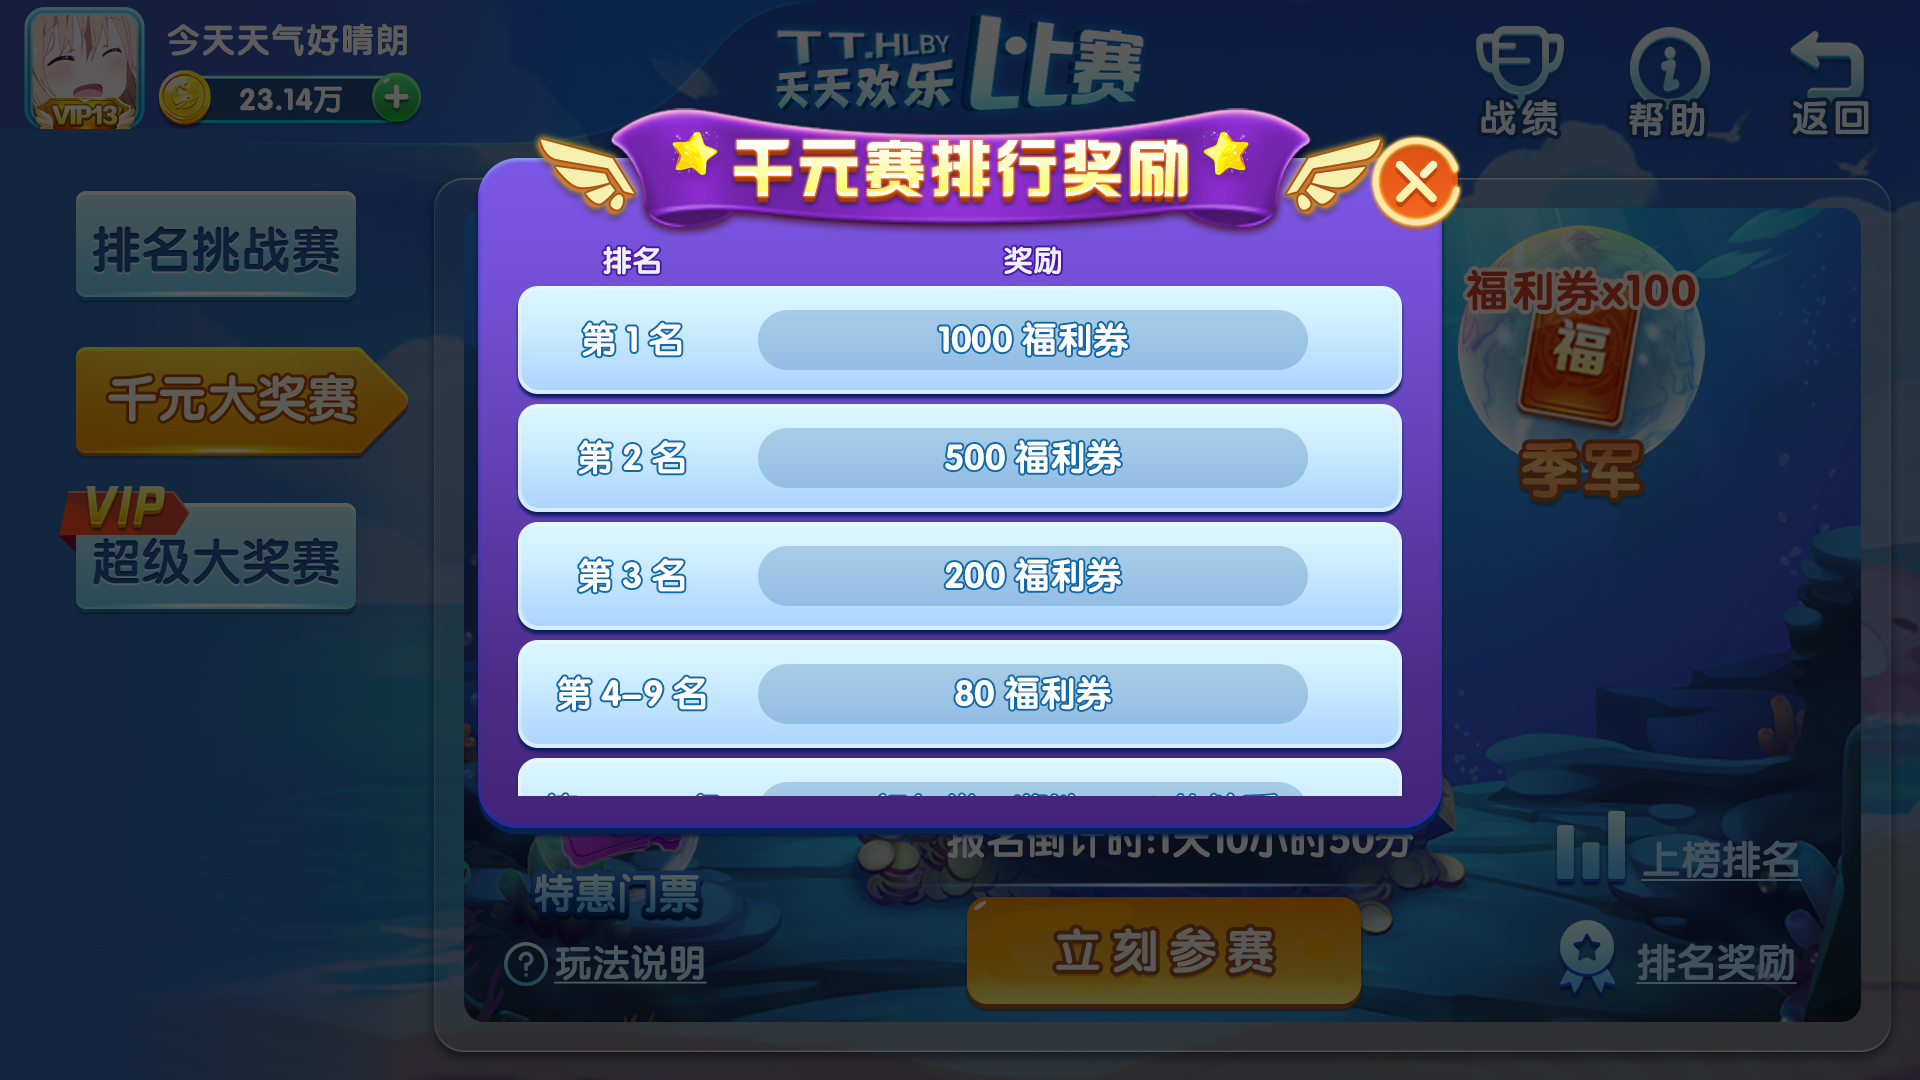 今天天气好晴朗
VIP13
23.14万
TT.HLBY
天天欢乐
比赛
战绩
帮助
返回
千元赛排行奖励
排名挑战赛
千元大奖赛
VIP
超级大奖赛
排名 奖励
第 1 名 1000 福利券
第 2 名 500 福利券
第 3 名 200 福利券
第 4-9 名 80 福利券
福利券x100
福
季军
报名倒计时:1天10小时50分
特惠门票
玩法说明
立刻参赛
上榜排名
排名奖励